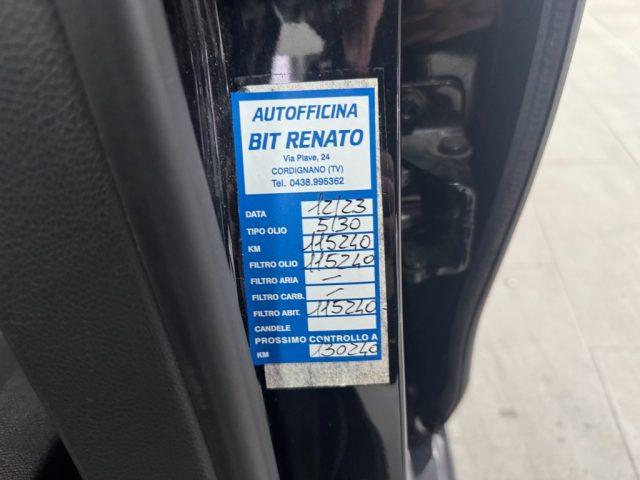 AUTOFFICINA
BIT RENATO
Via Piave, 24
CORDIGNANO (TV)
Tel. 0438.995362
DATA 12/23
TIPO OLIO 5/30
KM 115240
FILTRO OLIO 115240
FILTRO ARIA –
FILTRO CARB. –
FILTRO ABIT. 115240
CANDELE
PROSSIMO CONTROLLO A
KM 130240